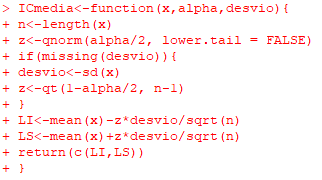 > ICmedia<-function(x,alpha,desvio){
+ n<-length(x)
+ z<-qnorm(alpha/2, lower.tail = FALSE)
+ if(missing(desvio)){
+ desvio<-sd(x)
+ z<-qt(1-alpha/2, n-1)
+ }
+ LI<-mean(x)-z*desvio/sqrt(n)
+ LS<-mean(x)+z*desvio/sqrt(n)
+ return(c(LI,LS))
+ }